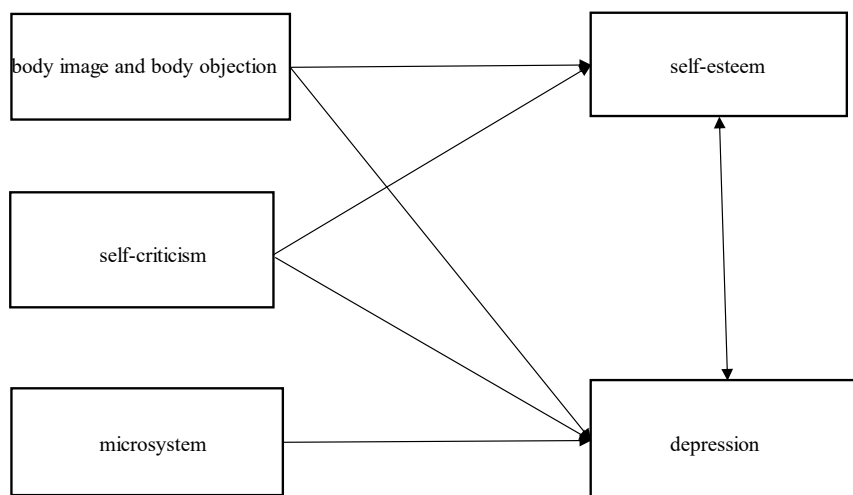 body image and body objection
self-esteem
self-criticism
microsystem
depression